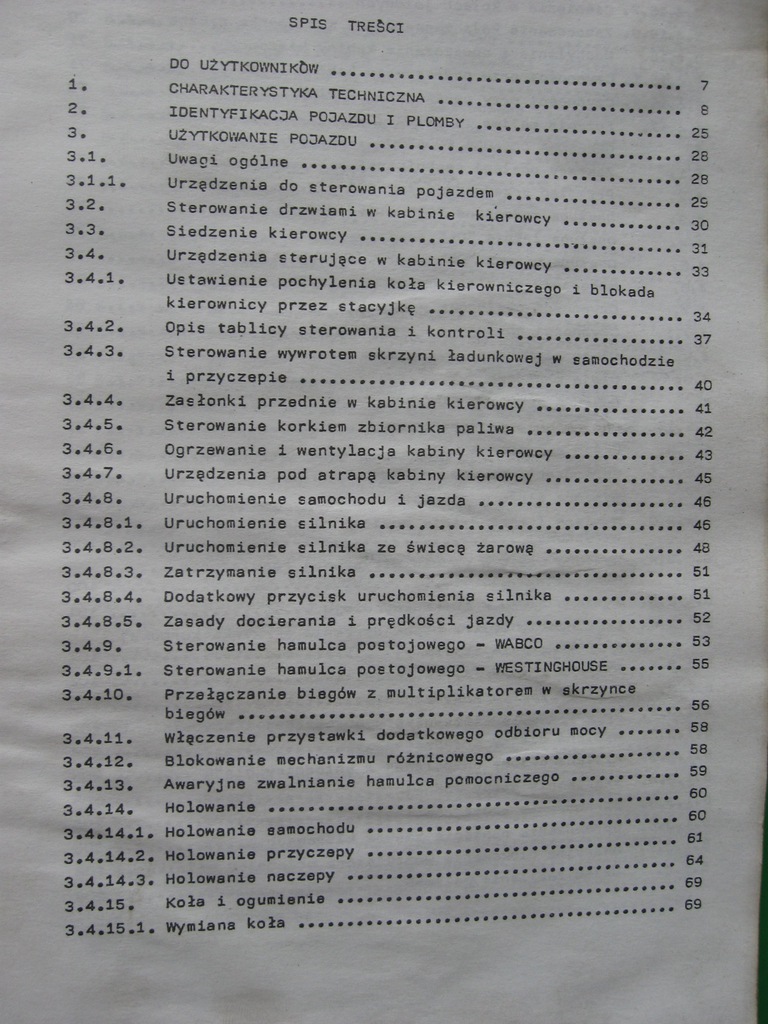 SPIS TREŚCI
DO UŻYTKOWNIKÓW ........................................ 7
1. CHARAKTERYSTYKA TECHNICZNA ........................... 8
2. IDENTYFIKACJA POJAZDU I PLOMBY ....................... 25
3. UŻYTKOWANIE POJAZDU .................................. 28
3.1. Uwagi ogólne ....................................... 28
3.1.1. Urządzenia do sterowania pojazdem ................ 29
3.2. Sterowanie drzwiami w kabinie kierowcy ............. 30
3.3. Siedzenie kierowcy ................................. 31
3.4. Urządzenia sterujące w kabinie kierowcy ............ 33
3.4.1. Ustawienie pochylenia koła kierowniczego i blokada
kierownicy przez stacyjkę ............................... 34
3.4.2. Opis tablicy sterowania i kontroli ............... 37
3.4.3. Sterowanie wywrotem skrzyni ładunkowej w samochodzie
i przyczepie ............................................ 40
3.4.4. Zasłonki przednie w kabinie kierowcy ............. 41
3.4.5. Sterowanie korkiem zbiornika paliwa .............. 42
3.4.6. Ogrzewanie i wentylacja kabiny kierowcy .......... 43
3.4.7. Urządzenia pod atrapą kabiny kierowcy ............ 45
3.4.8. Uruchomienie samochodu i jazda ................... 46
3.4.8.1. Uruchomienie silnika ........................... 46
3.4.8.2. Uruchomienie silnika ze świecą żarową .......... 48
3.4.8.3. Zatrzymanie silnika ............................ 51
3.4.8.4. Dodatkowy przycisk uruchomienia silnika ........ 51
3.4.8.5. Zasady docierania i prędkości jazdy ............ 52
3.4.9. Sterowanie hamulca postojowego - WABCO ........... 53
3.4.9.1. Sterowanie hamulca postojowego - WESTINGHOUSE .. 55
3.4.10. Przełączanie biegów z multiplikatorem w skrzynce
biegów .................................................. 56
3.4.11. Włączenie przystawki dodatkowego odbioru mocy ... 58
3.4.12. Blokowanie mechanizmu różnicowego ............... 58
3.4.13. Awaryjne zwalnianie hamulca pomocniczego ........ 59
3.4.14. Holowanie ....................................... 60
3.4.14.1. Holowanie samochodu ........................... 60
3.4.14.2. Holowanie przyczepy ........................... 61
3.4.14.3. Holowanie naczepy ............................. 64
3.4.15. Koła i ogumienie ................................ 69
3.4.15.1. Wymiana koła .................................. 69